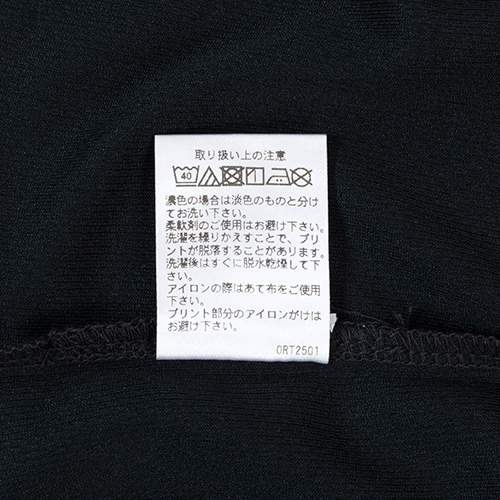 取り扱い上の注意
40
濃色の場合は淡色のものと分け
てお洗い下さい。
柔軟剤のご使用はお避け下さい。
洗濯を繰りかえすことで、プリ
ントが脱落することがあります。
洗濯後はすぐに脱水乾燥して下
さい。
アイロンの際はあて布をご使用
下さい。
プリント部分のアイロンがけは
お避け下さい。
ORT2501